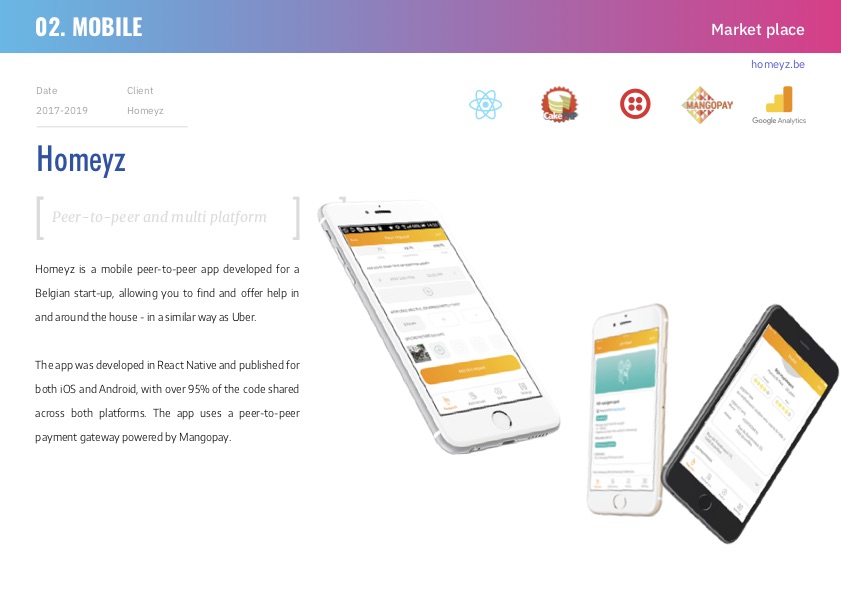 02. MOBILE
Market place
homeyz.be
Date Client
2017-2019 Homeyz
Cake
MANGOPAY
Google Analytics
Homeyz
[ Peer-to-peer and multi platform ]
Homeyz is a mobile peer-to-peer app developed for a
Belgian start-up, allowing you to find and offer help in
and around the house - in a similar way as Uber.
The app was developed in React Native and published for
both iOS and Android, with over 95% of the code shared
across both platforms. The app uses a peer-to-peer
payment gateway powered by Mangopay.